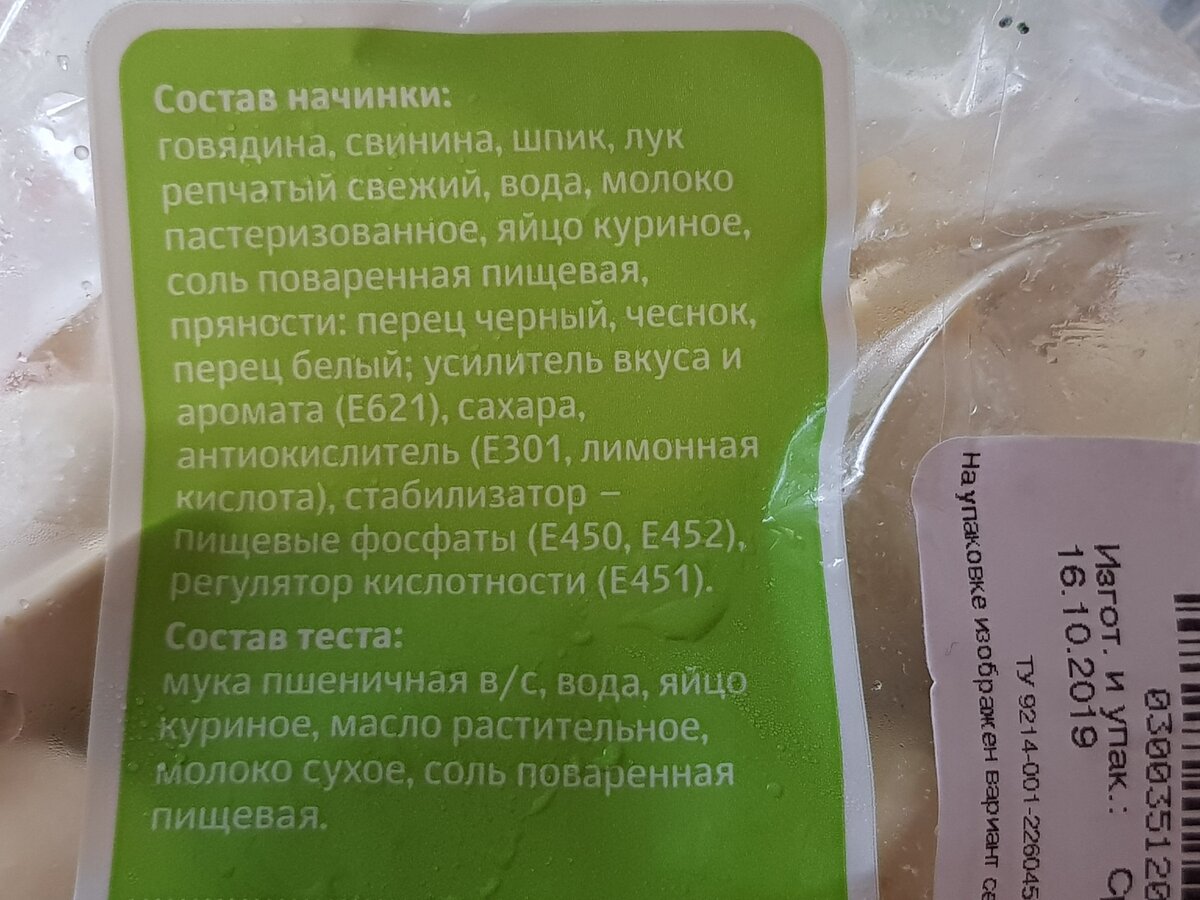 Состав начинки:
говядина, свинина, шпик, лук
репчатый свежий, вода, молоко
пастеризованное, яйцо куриное,
соль поваренная пищевая,
пряности: перец черный, чеснок,
перец белый; усилитель вкуса и
аромата (Е621), сахара,
антиокислитель (Е301, лимонная
кислота), стабилизатор –
пищевые фосфаты (Е450, Е452),
регулятор кислотности (Е451).
Состав теста:
мука пшеничная в/с, вода, яйцо
куриное, масло растительное,
молоко сухое, соль поваренная
пищевая.
030035120
Изгот. и упак.:
16.10.2019
ТУ 9214-001-226045
На упаковке изображен вариант